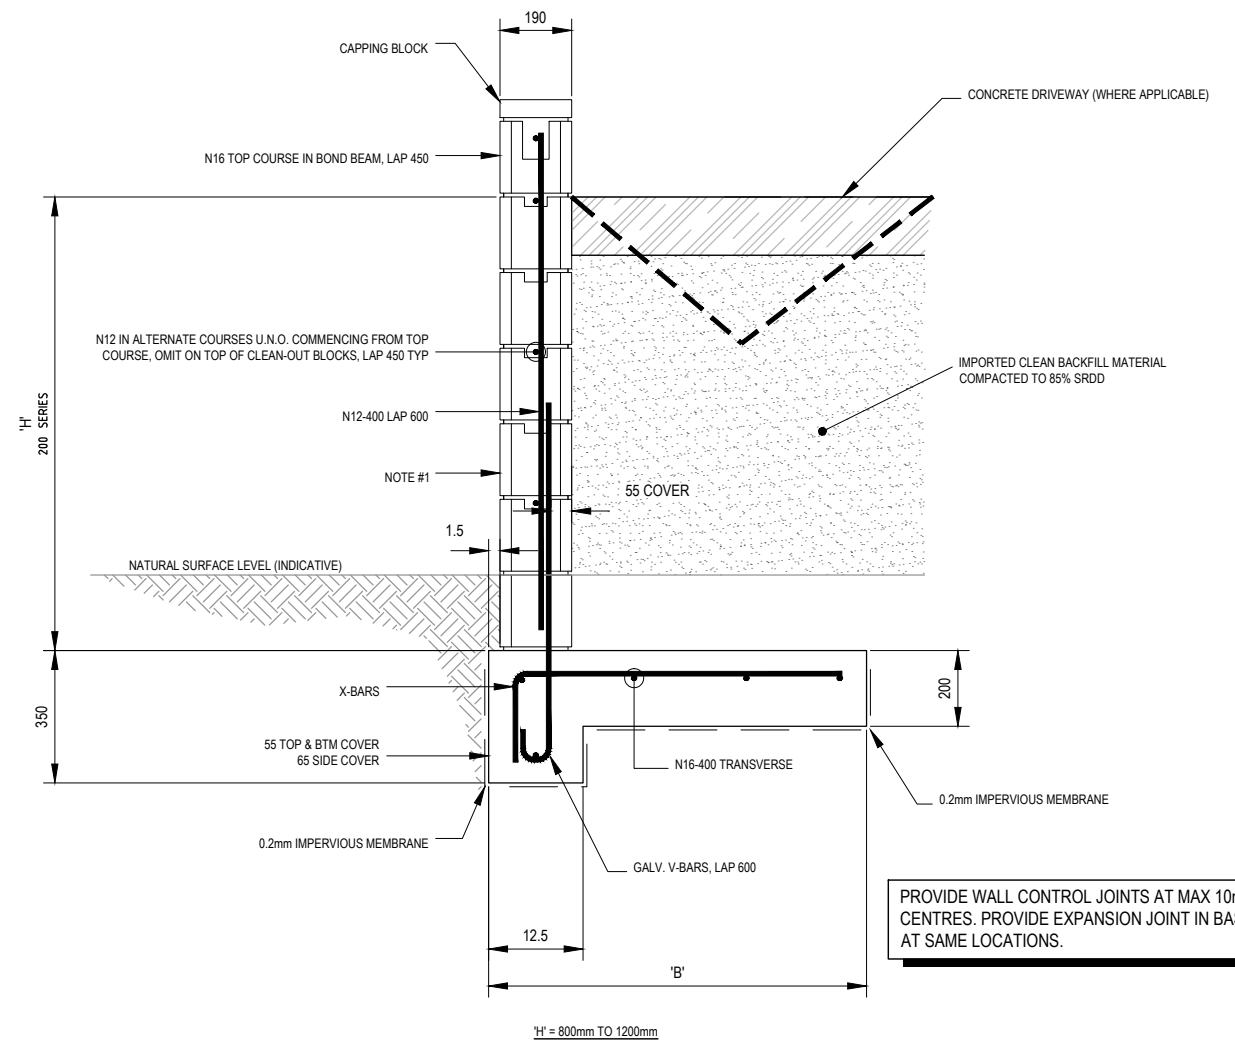 190
CAPPING BLOCK
CONCRETE DRIVEWAY (WHERE APPLICABLE)
N16 TOP COURSE IN BOND BEAM, LAP 450
N12 IN ALTERNATE COURSES U.N.O. COMMENCING FROM TOP
COURSE, OMIT ON TOP OF CLEAN-OUT BLOCKS, LAP 450 TYP
IMPORTED CLEAN BACKFILL MATERIAL
COMPACTED TO 85% SRDD
'H'
200 SERIES
N12-400 LAP 600
NOTE #1
55 COVER
1.5
NATURAL SURFACE LEVEL (INDICATIVE)
X-BARS
200
350
55 TOP & BTM COVER
65 SIDE COVER
N16-400 TRANSVERSE
0.2mm IMPERVIOUS MEMBRANE
0.2mm IMPERVIOUS MEMBRANE
GALV. V-BARS, LAP 600
PROVIDE WALL CONTROL JOINTS AT MAX
CENTRES. PROVIDE EXPANSION JOINT IN
AT SAME LOCATIONS.
12.5
'B'
'H' = 800mm TO 1200mm